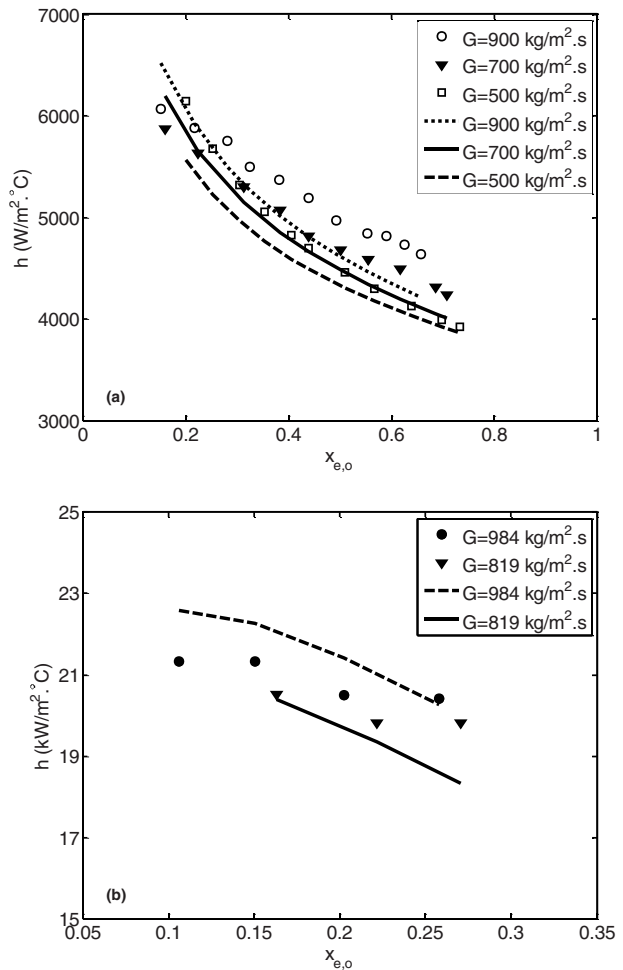 7000
6000
5000
4000
3000
h (W/m².°C)
G=900 kg/m².s
G=700 kg/m².s
G=500 kg/m².s
G=900 kg/m².s
G=700 kg/m².s
G=500 kg/m².s
(a)
0 0.2 0.4 0.6 0.8 1
xe,o
25
23
21
19
17
15
h (kW/m².°C)
G=984 kg/m².s
G=819 kg/m².s
G=984 kg/m².s
G=819 kg/m².s
(b)
0.05 0.1 0.15 0.2 0.25 0.3 0.35
xe,o